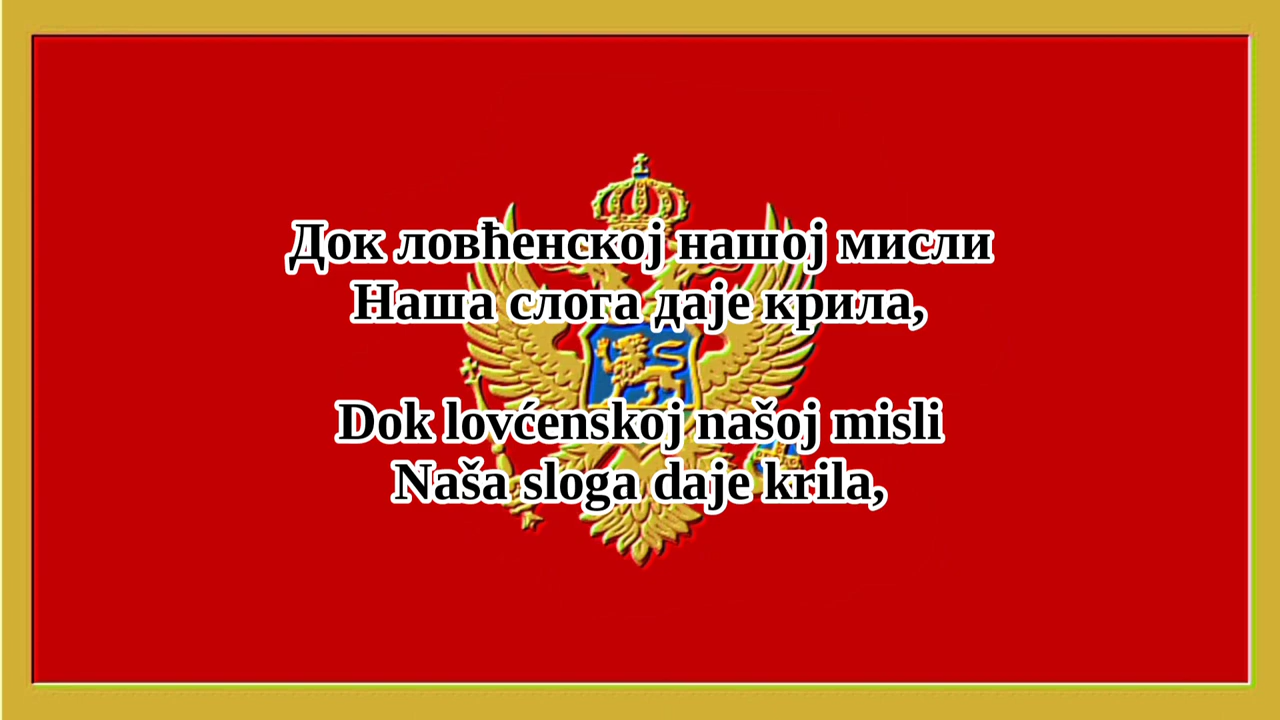 Док ловћенској нашој мисли
Наша слога даје крила,
Dok lovćenskoj našoj misli
Naša sloga daje krila,